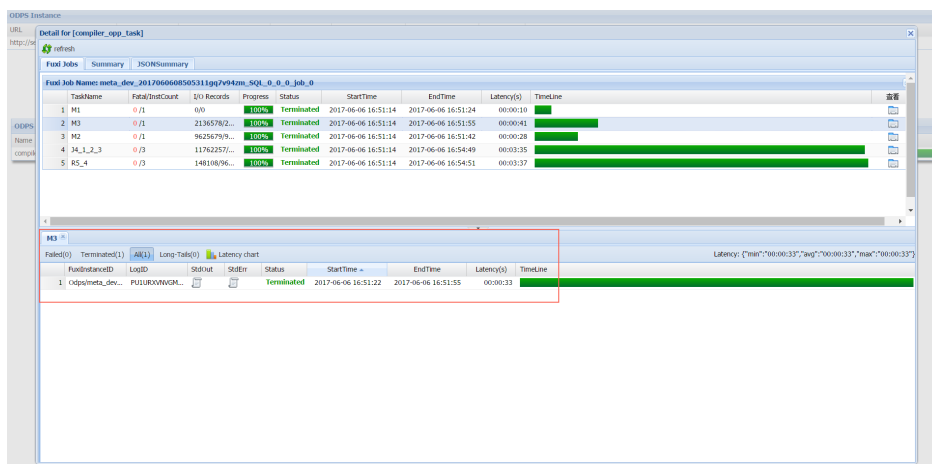 ODPS Instance
URL
Detail for [compiler_opp_task]
http://se
refresh
Fuxi Jobs Summary JSONSummary
Fuxi Job Name: meta_dev_2017060608505311gq7v94zm_SQL_0_0_0_job_0
TaskName Fatal/InstCount I/O Records Progress Status StartTime EndTime Latency(s) TimeLine 查看
1 M1 0 /1 0/0 100% Terminated 2017-06-06 16:51:14 2017-06-06 16:51:24 00:00:10
2 M3 0 /1 2136578/2... 100% Terminated 2017-06-06 16:51:14 2017-06-06 16:51:55 00:00:41
3 M2 0 /1 9625679/9... 100% Terminated 2017-06-06 16:51:14 2017-06-06 16:51:42 00:00:28
4 J4_1_2_3 0 /3 11762257/... 100% Terminated 2017-06-06 16:51:14 2017-06-06 16:54:49 00:03:35
5 R5_4 0 /3 148108/96... 100% Terminated 2017-06-06 16:51:14 2017-06-06 16:54:51 00:03:37
ODPS
Name
compile
M3
Failed(0) Terminated(1) All(1) Long-Tails(0) Latency chart Latency: {"min":"00:00:33","avg":"00:00:33","max":"00:00:33"}
FuxiInstanceID LogID StdOut StdErr Status StartTime EndTime Latency(s) TimeLine
1 Odps/meta_dev... PU1URXVNVGM... Terminated 2017-06-06 16:51:22 2017-06-06 16:51:55 00:00:33